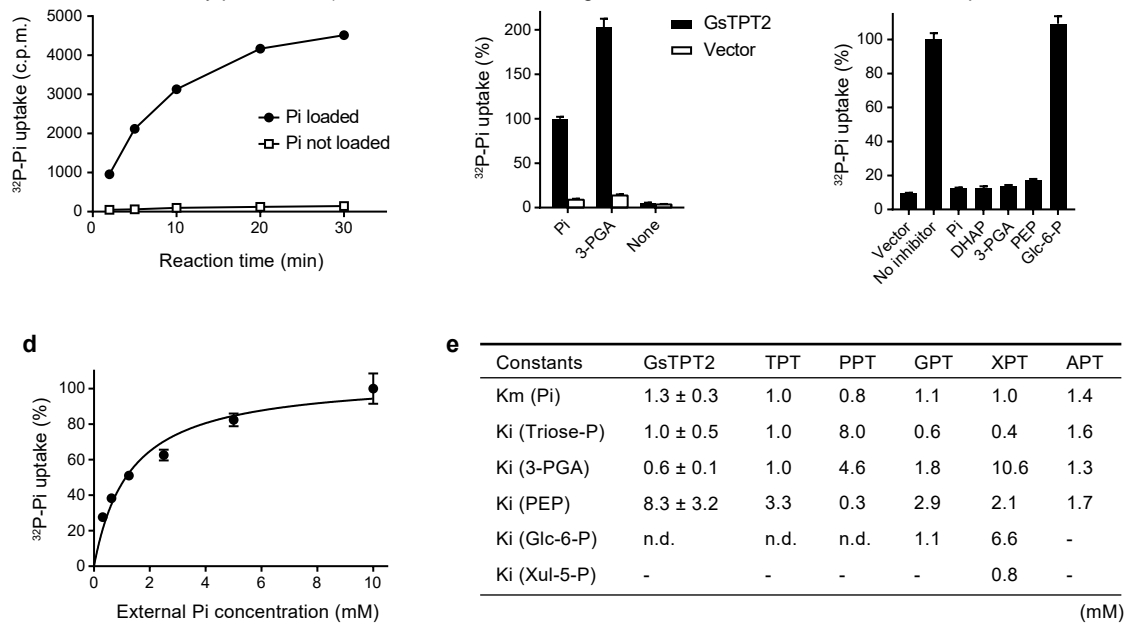 5000
4000
3000
2000
1000
0
0
10
20
30
³²P-Pi uptake (c.p.m.)
Reaction time (min)
Pi loaded
Pi not loaded
200
150
100
50
0
³²P-Pi uptake (%)
GsTPT2
Vector
Pi
3-PGA
None
100
80
60
40
20
0
³²P-Pi uptake (%)
Vector
No inhibitor
Pi
DHAP
3-PGA
PEP
Glc-6-P
d
100
80
60
40
20
0
0 2 4 6 8 10
³²P-Pi uptake (%)
External Pi concentration (mM)
e
Constants GsTPT2 TPT PPT GPT XPT APT
Km (Pi) 1.3 ± 0.3 1.0 0.8 1.1 1.0 1.4
Ki (Triose-P) 1.0 ± 0.5 1.0 8.0 0.6 0.4 1.6
Ki (3-PGA) 0.6 ± 0.1 1.0 4.6 1.8 10.6 1.3
Ki (PEP) 8.3 ± 3.2 3.3 0.3 2.9 2.1 1.7
Ki (Glc-6-P) n.d. n.d. n.d. 1.1 6.6 -
Ki (Xul-5-P) - - - - 0.8 -
(mM)